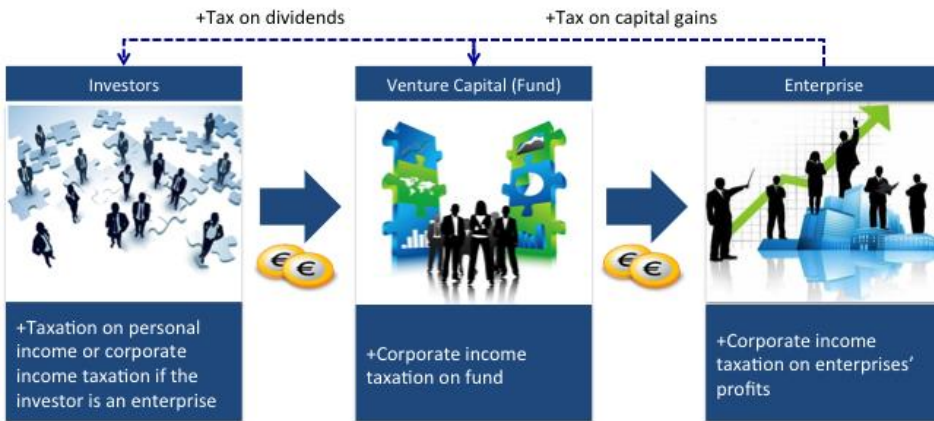 +Tax on dividends
+Tax on capital gains
Investors
Venture Capital (Fund)
Enterprise
€
€
€
€
+Taxation on personal
income or corporate
income taxation if the
investor is an enterprise
+Corporate income
taxation on fund
+Corporate income
taxation on enterprises’
profits